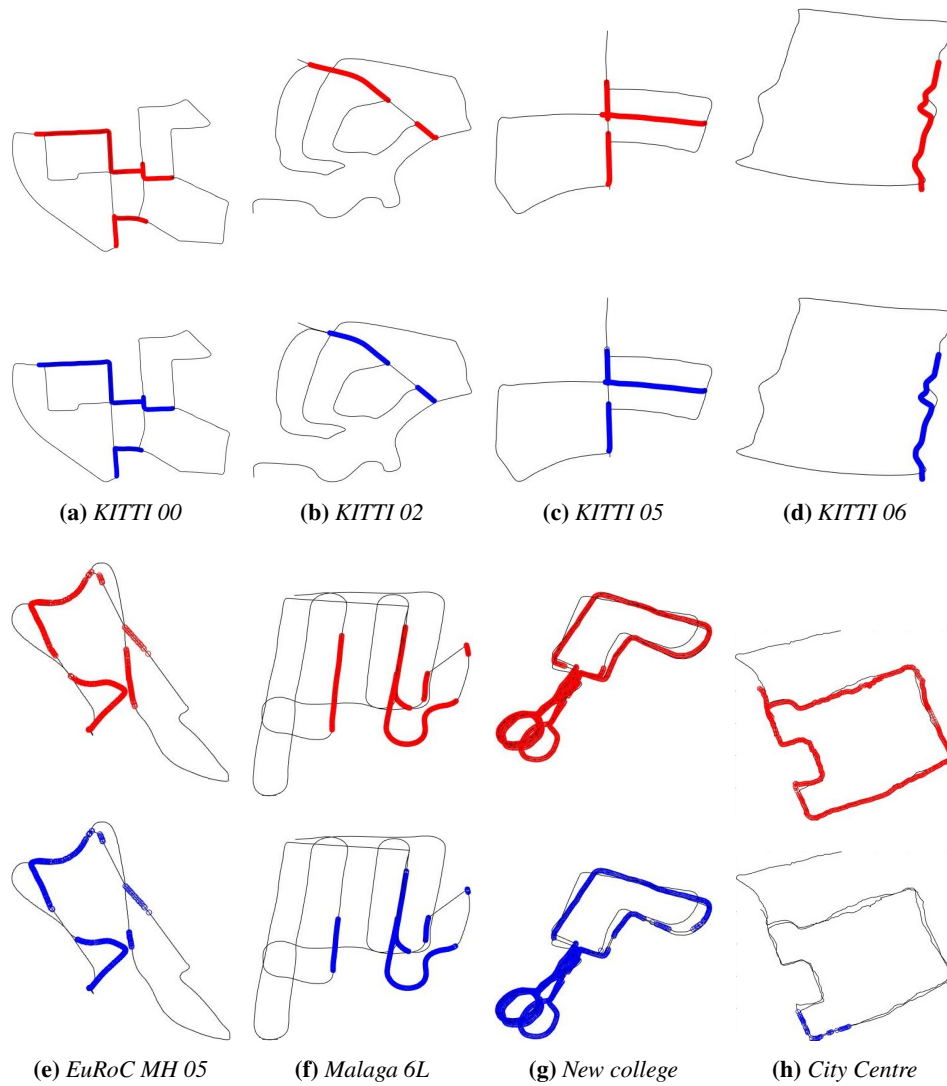 (a) KITTI 00
(b) KITTI 02
(c) KITTI 05
(d) KITTI 06
(e) EuRoC MH 05
(f) Malaga 6L
(g) New college
(h) City Centre